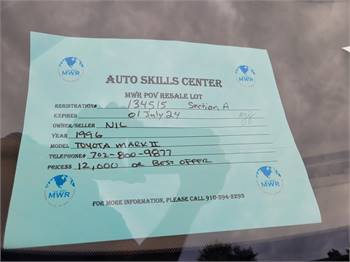 AUTO SKILLS CENTER
MWR POV RESALE LOT
REGISTRATION# 134515 Section A
EXPIRES 01 July 24
OWNER/SELLER NIL
YEAR 1996
MODEL TOYOTA MARK II
TELEPHONE# 702-800-9877
PRICE$$ 12,000 OR BEST OFFER
FOR MORE INFORMATION, PLEASE CALL 910-394-2293
MWR
MWR
MWR
MWR